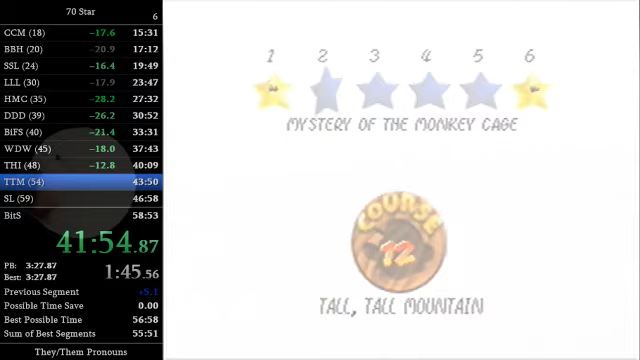 70 Star
6
CCM (18) −17.6 15:31
BBH (20) −20.9 17:12
SSL (24) −16.4 19:49
LLL (30) −17.9 23:47
HMC (35) −28.2 27:32
DDD (39) −26.2 30:52
BiFS (40) −21.4 33:31
WDW (45) −18.0 37:43
THI (48) −12.8 40:09
TTM (54) 43:50
SL (59) 46:58
BitS 58:53
41:54.87
PB: 3:27.87
Best: 3:27.87
1:45.56
Previous Segment +5.1
Possible Time Save 0.00
Best Possible Time 56:58
Sum of Best Segments 55:51
They/Them Pronouns
1 2 3 4 5 6
MYSTERY OF THE MONKEY CAGE
COURSE
12
TALL, TALL MOUNTAIN